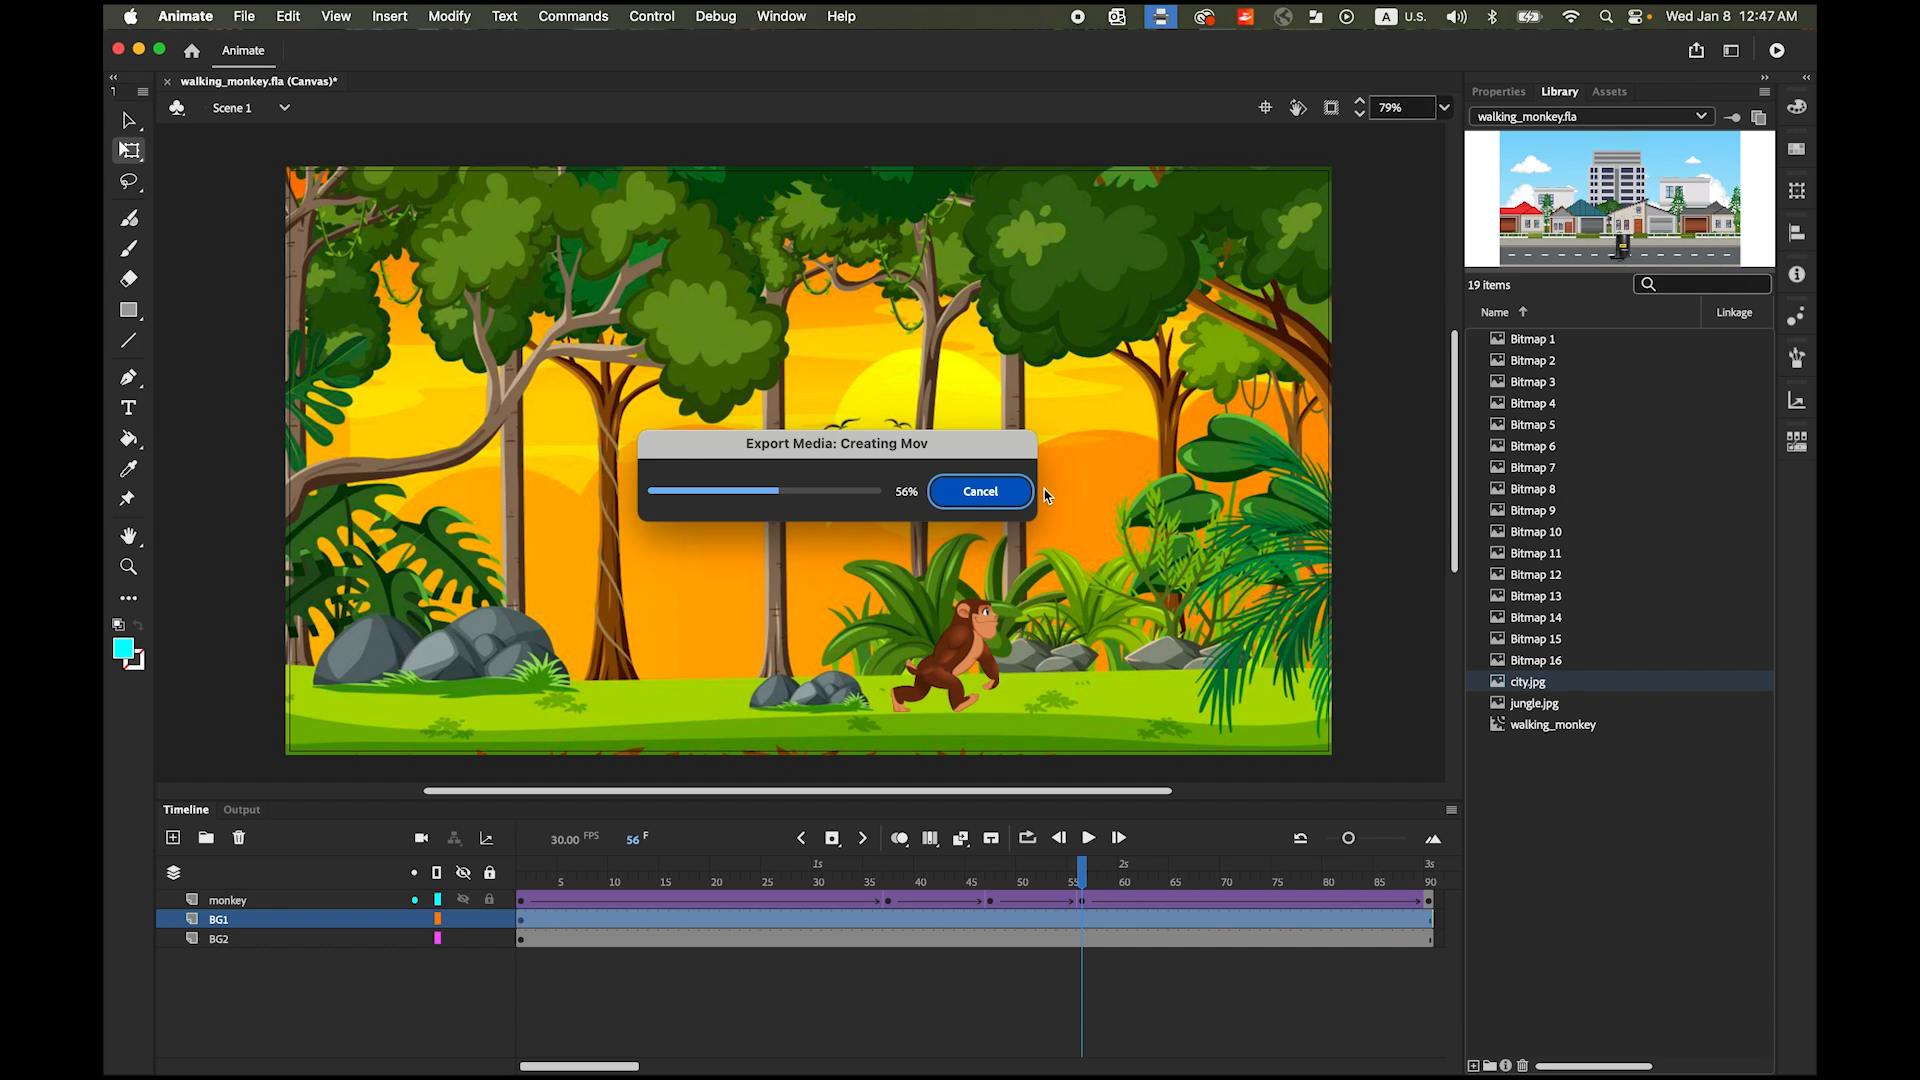 Animate File Edit View Insert Modify Text Commands Control Debug Window Help A U.S. Wed Jan 8 12:47 AM
Animate
walking_monkey.fla (Canvas)*
Scene 1
79%
Properties Library Assets
walking_monkey.fla
19 items
Name Linkage
Bitmap 1
Bitmap 2
Bitmap 3
Bitmap 4
Bitmap 5
Bitmap 6
Bitmap 7
Bitmap 8
Bitmap 9
Bitmap 10
Bitmap 11
Bitmap 12
Bitmap 13
Bitmap 14
Bitmap 15
Bitmap 16
city.jpg
jungle.jpg
walking_monkey
Export Media: Creating Mov
56% Cancel
Timeline Output
30.00 FPS 56 F
1s 2s 3s
5 10 15 20 25 30 35 40 45 50 55 60 65 70 75 80 85 90
monkey
BG1
BG2